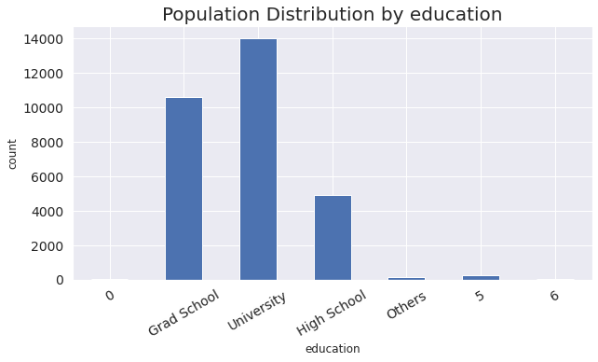 Population Distribution by education
14000
12000
10000
8000
6000
4000
2000
0
count
0
Grad School
University
High School
Others
5
6
education